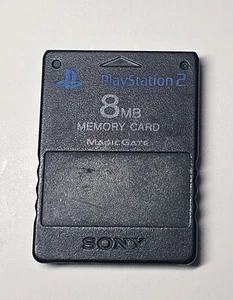 PlayStation 2
8MB
MEMORY CARD
MAGICGATE
SONY